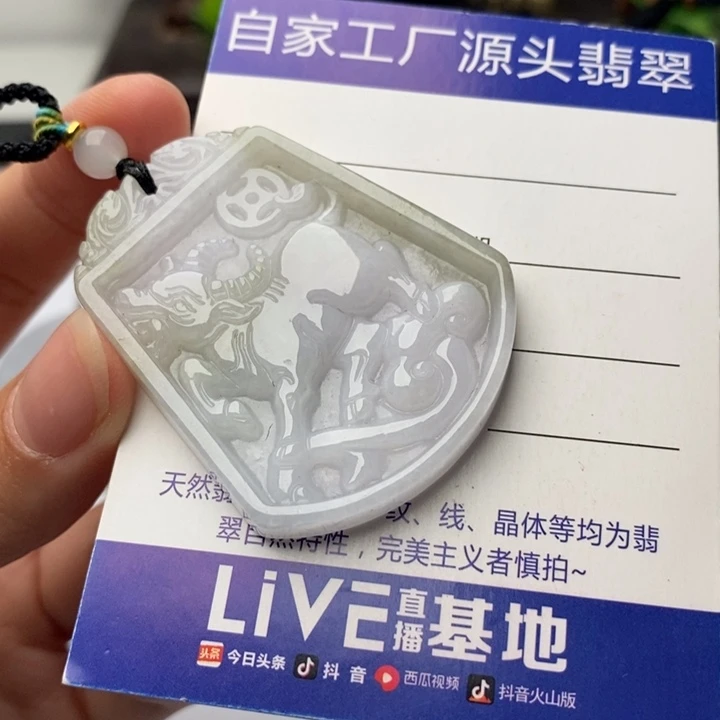 自家工厂源头翡翠
天然翡
纹、线、晶体等均为翡
翠自然特性，完美主义者慎拍~
LiVE直播基地
头条 今日头条 抖音 西瓜视频 抖音火山版